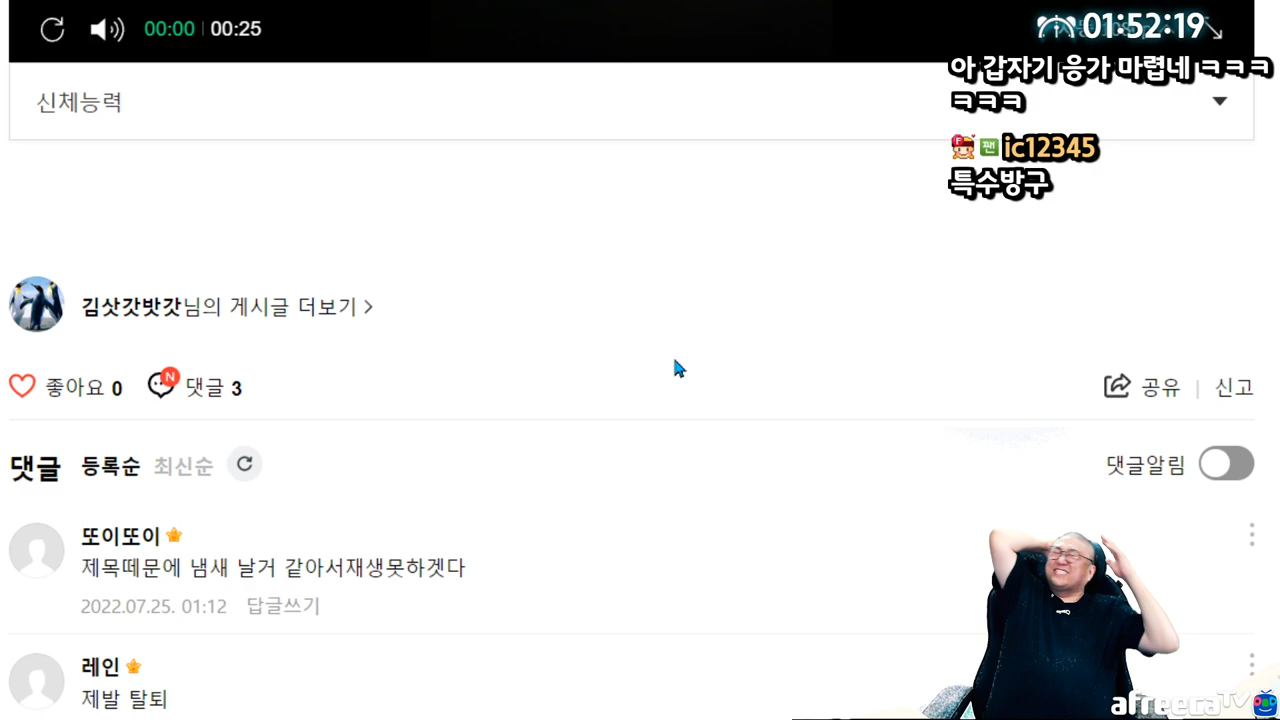 00:00 00:25
01:52:19
아 갑자기 응가 마렵네 ㅋㅋㅋ
ㅋㅋㅋ
신체능력
팬 ic12345
특수방구
김삿갓밧갓님의 게시글 더보기 >
좋아요 0 N 댓글 3
공유 | 신고
댓글 등록순 최신순
댓글알림
또이또이
제목떼문에 냄새 날거 같아서재생못하겟다
2022.07.25. 01:12 답글쓰기
레인
제발 탈퇴
afreecaTV